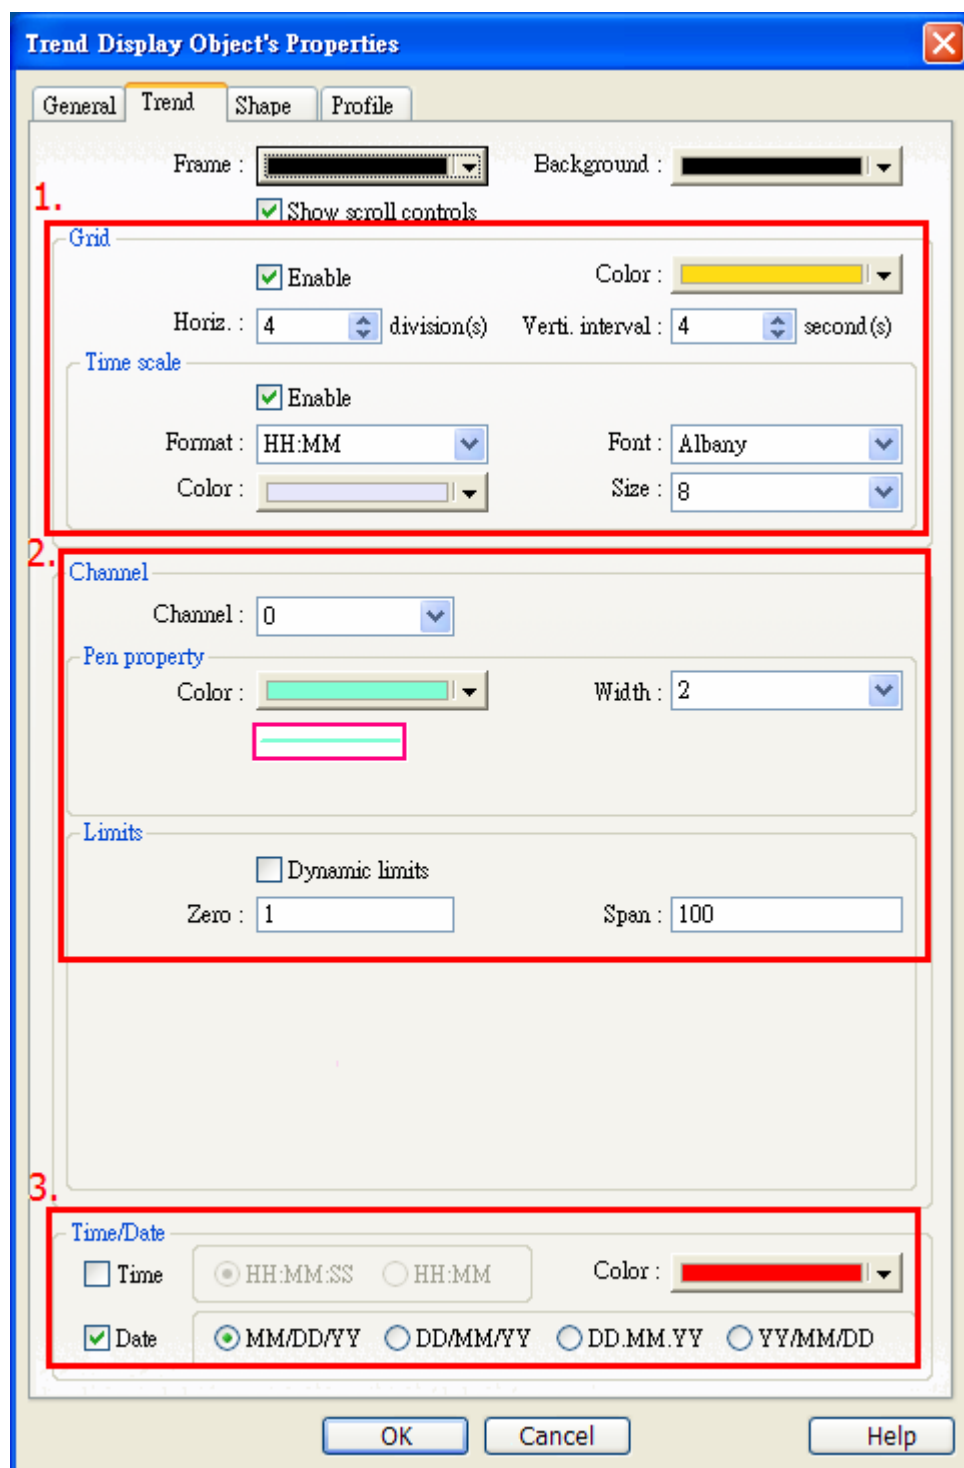 Trend Display Object's Properties
General Trend Shape Profile
Frame : Background :
1.
Show scroll controls
Grid
Enable Color :
Horiz. : 4 division(s) Verti. interval : 4 second(s)
Time scale
Enable
Format : HH:MM Font : Albany
Color : Size : 8
2.
Channel
Channel : 0
Pen property
Color : Width : 2
Limits
Dynamic limits
Zero : 1 Span : 100
3.
Time/Date
Time HH:MM:SS HH:MM Color :
Date MM/DD/YY DD/MM/YY DD.MM.YY YY/MM/DD
OK Cancel Help